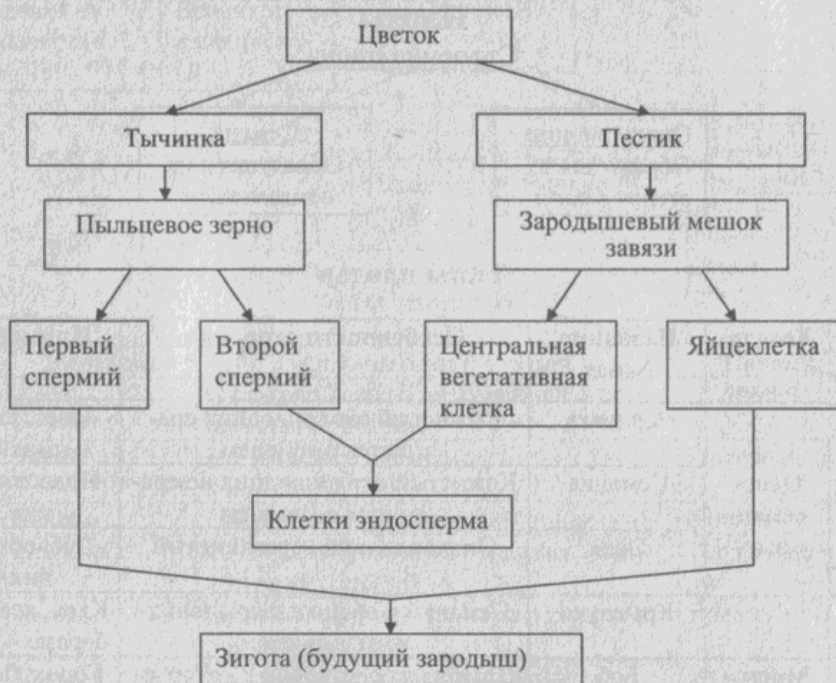 Цветок
Тычинка
Пестик
Пыльцевое зерно
Зародышевый мешок
завязи
Первый
спермий
Второй
спермий
Центральная
вегетативная
клетка
Яйцеклетка
Клетки эндосперма
Зигота (будущий зародыш)